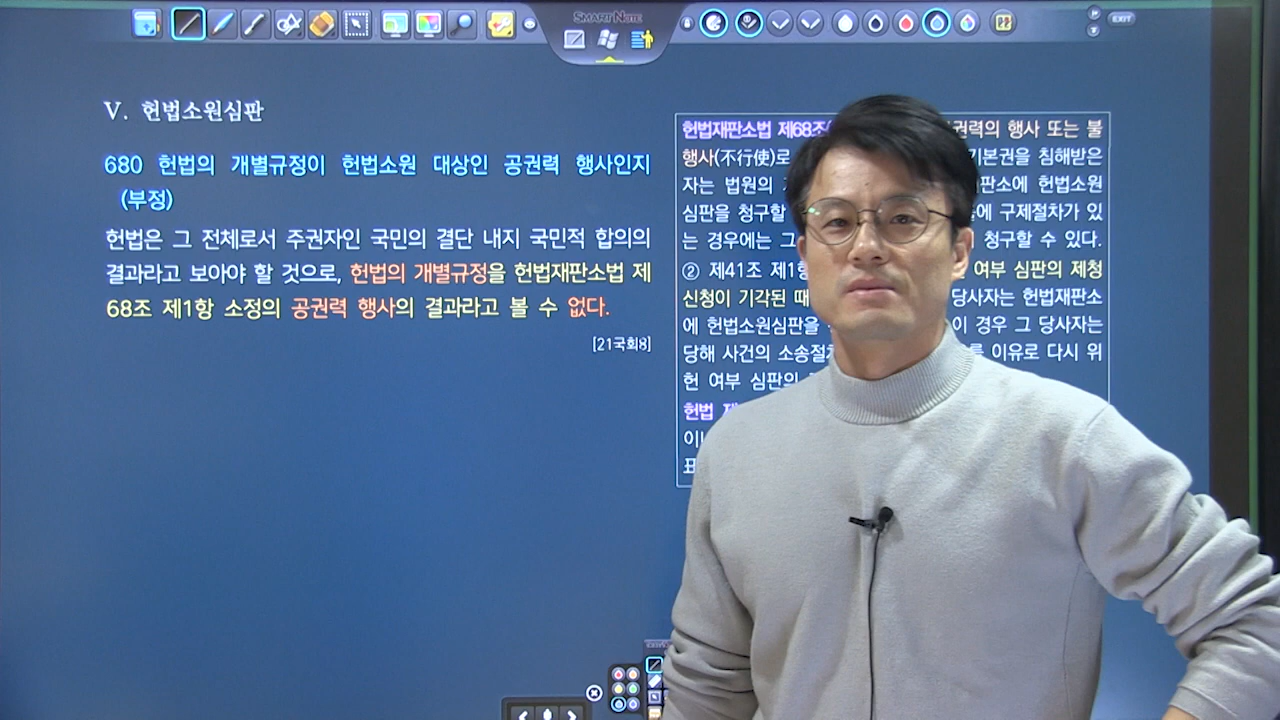 SMART NOTE
EXIT
V. 헌법소원심판
680 헌법의 개별규정이 헌법소원 대상인 공권력 행사인지
(부정)
헌법은 그 전체로서 주권자인 국민의 결단 내지 국민적 합의의
결과라고 보아야 할 것으로, 헌법의 개별규정을 헌법재판소법 제
68조 제1항 소정의 공권력 행사의 결과라고 볼 수 없다.
[21국회8]
헌법재판소법 제68조 공권력의 행사 또는 불
행사(不行使)로 기본권을 침해받은
자는 법원의 헌법소원
심판을 청구할 구제절차가 있
는 경우에는 그 청구할 수 있다.
② 제41조 제1항 여부 심판의 제청
신청이 기각된 때 당사자는 헌법재판소
에 헌법소원심판을 이 경우 그 당사자는
당해 사건의 소송절차 이유로 다시 위
헌 여부 심판의
헌법 제